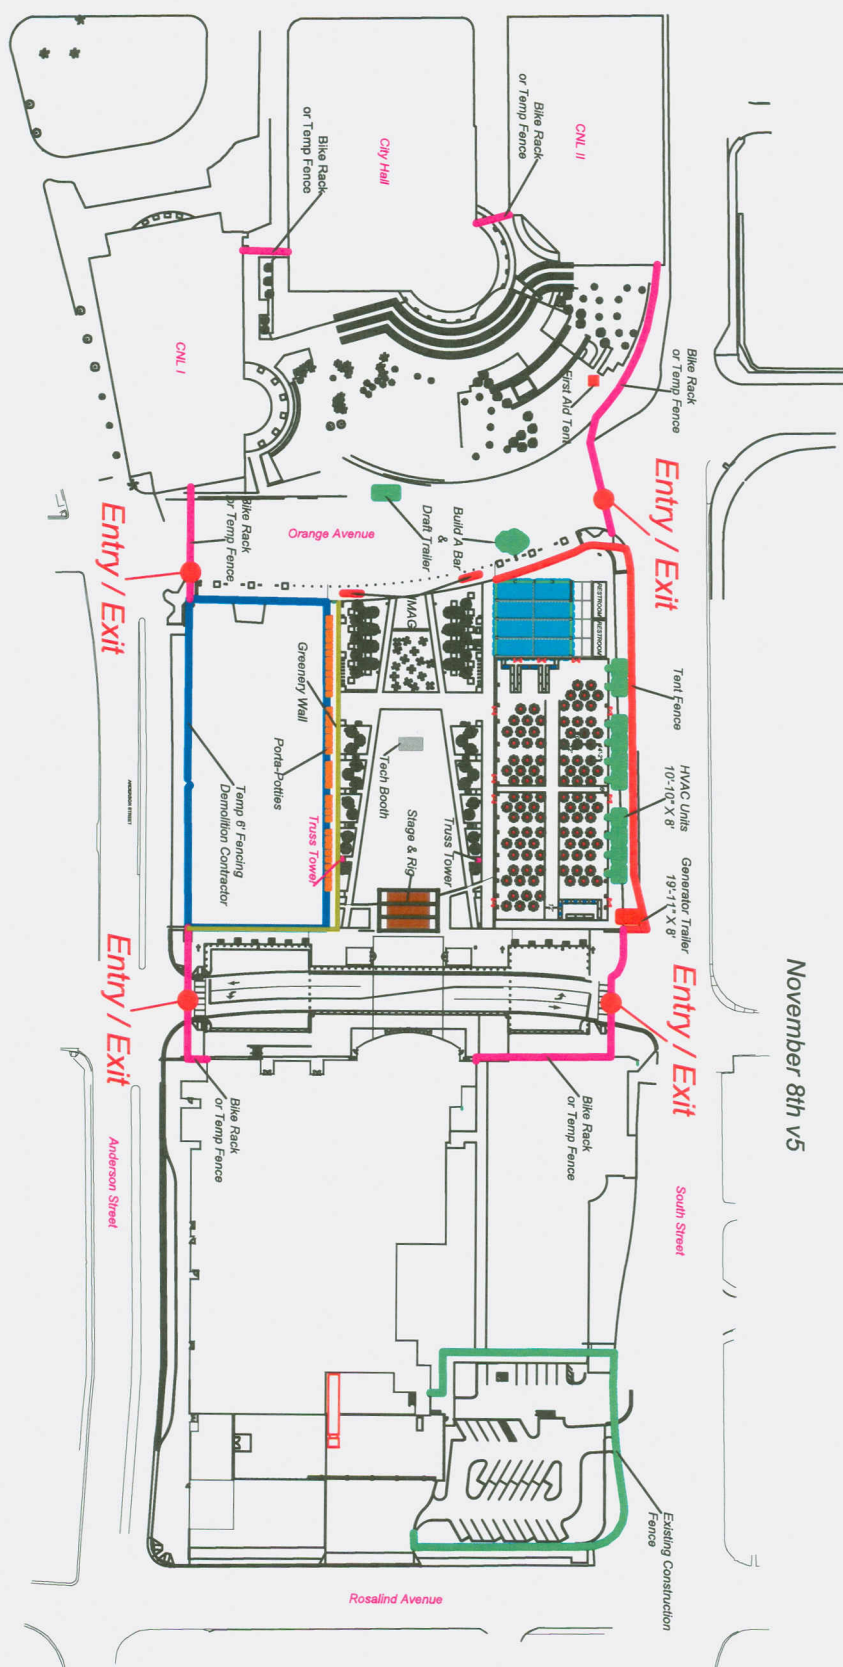 November 8th v5
CNL II
Bike Rack
or Temp Fence
City Hall
Bike Rack
or Temp Fence
CNL I
Bike Rack
or Temp Fence
First Aid Tent
Entry / Exit
Build A Bar
&
Draft Trailer
Orange Avenue
Bike Rack
or Temp Fence
Entry / Exit
RESTROOM
RESTROOM
IMAG
Tent Fence
HVAC Units
10'-10" X 8'
Generator Trailer
19'-11" X 8'
Greenery Wall
Porta-Potties
Tech Booth
Truss Tower
Stage & Rig
Truss Tower
Temp 6' Fencing
Demolition Contractor
ANDERSON STREET
Entry / Exit
Entry / Exit
Bike Rack
or Temp Fence
Bike Rack
or Temp Fence
South Street
Anderson Street
Existing Construction
Fence
Rosalind Avenue